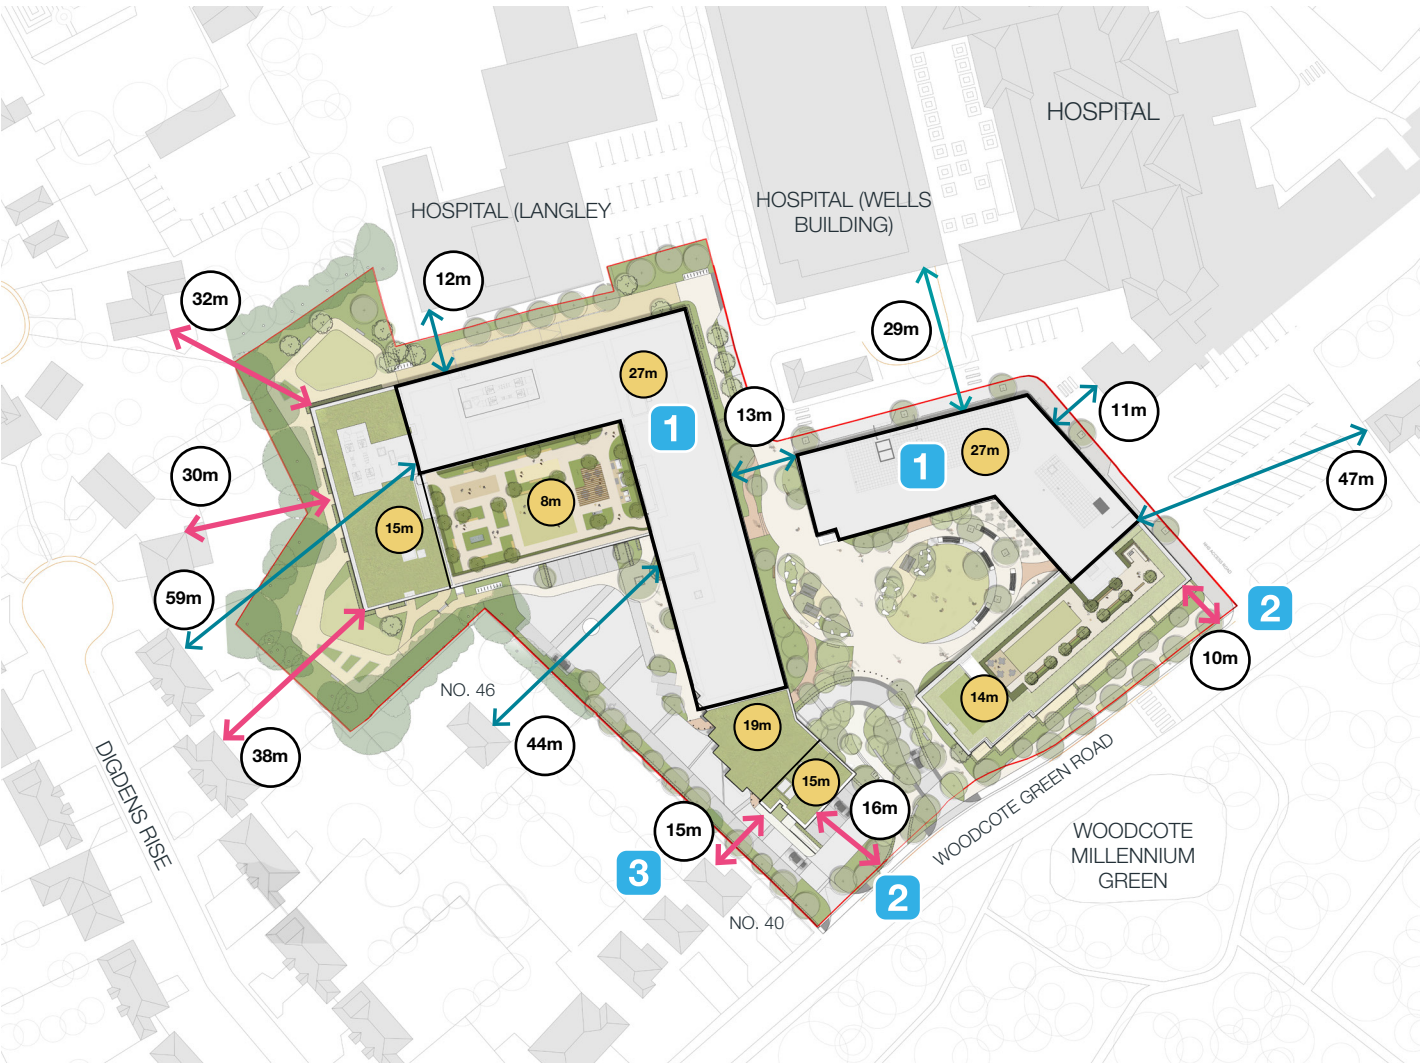 HOSPITAL
HOSPITAL (LANGLEY
HOSPITAL (WELLS
BUILDING)
12m
32m
29m
27m
13m
11m
1
27m
1
47m
30m
8m
15m
59m
2
10m
NO. 46
14m
19m
44m
38m
15m
16m
15m
DIGDENS RISE
WOODCOTE GREEN ROAD
WOODCOTE
MILLENNIUM
GREEN
3
2
NO. 40